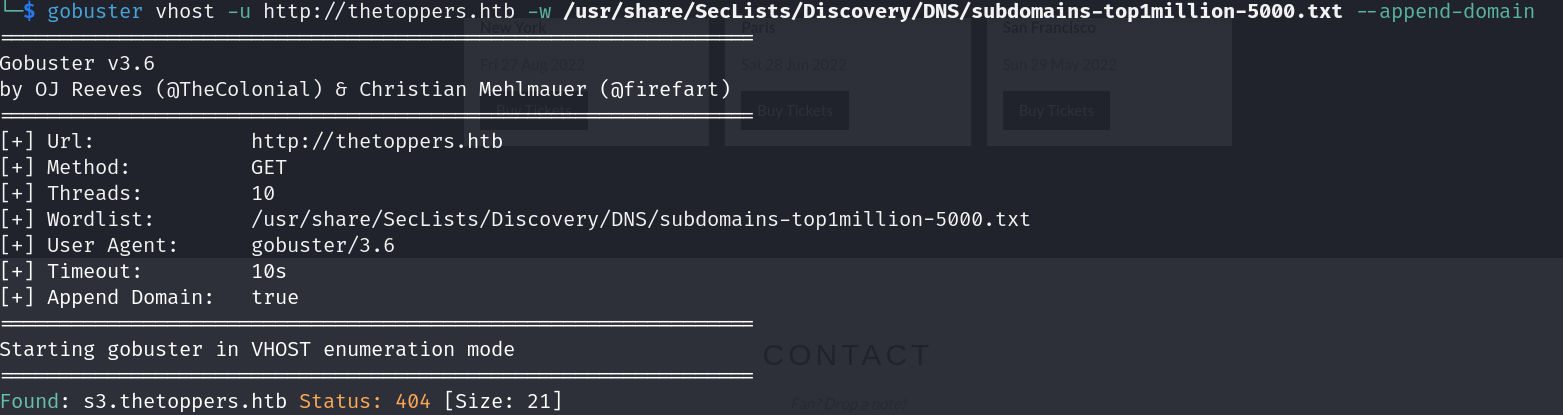 └─$ gobuster vhost -u http://thetoppers.htb -w /usr/share/SecLists/Discovery/DNS/subdomains-top1million-5000.txt --append-domain
===============================================================
New York Paris San Francisco
Gobuster v3.6
Fri 27 Aug 2022 Sat 28 Jun 2022 Sun 29 May 2022
by OJ Reeves (@TheColonial) & Christian Mehlmauer (@firefart)
===============================================================
Buy Tickets Buy Tickets Buy Tickets
[+] Url: http://thetoppers.htb
[+] Method: GET
[+] Threads: 10
[+] Wordlist: /usr/share/SecLists/Discovery/DNS/subdomains-top1million-5000.txt
[+] User Agent: gobuster/3.6
[+] Timeout: 10s
[+] Append Domain: true
===============================================================
Starting gobuster in VHOST enumeration mode
CONTACT
===============================================================
Found: s3.thetoppers.htb Status: 404 [Size: 21]
Fan? Drop a note!